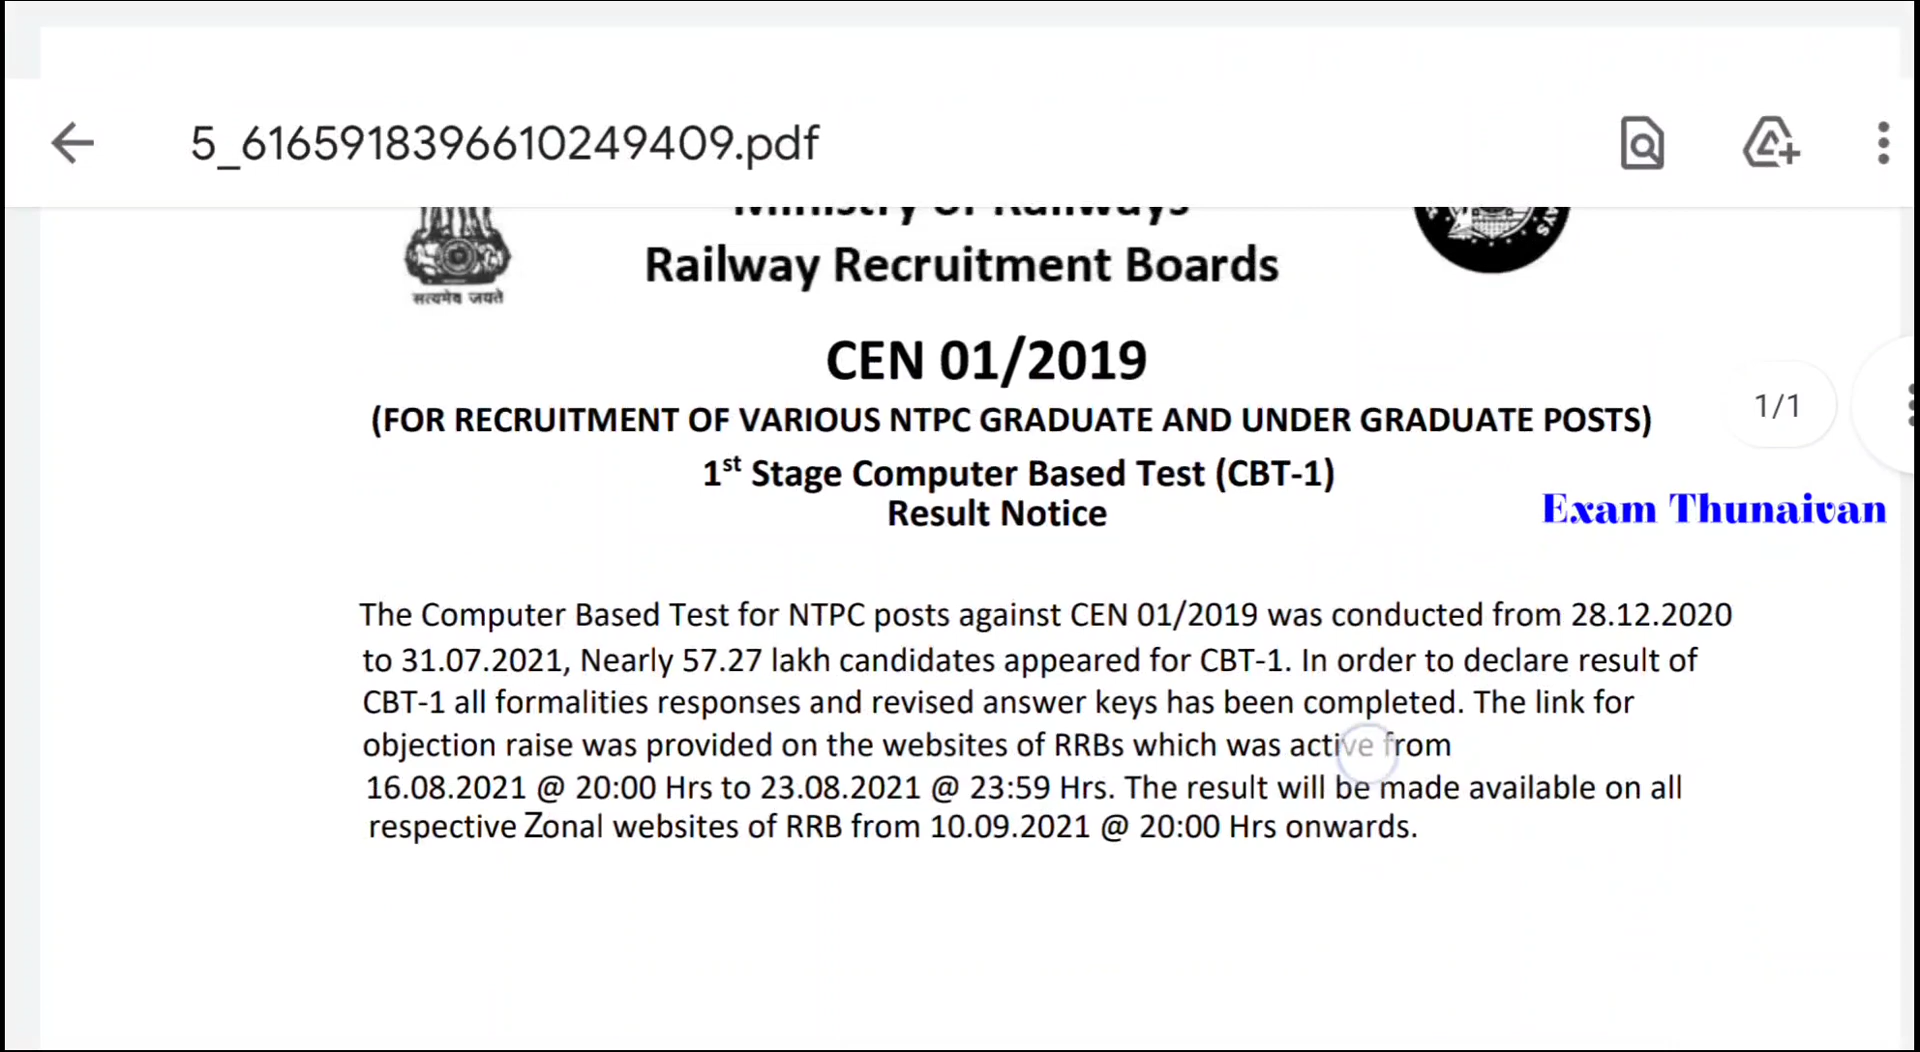 5_6165918396610249409.pdf
Ministry of Railways
Railway Recruitment Boards
सत्यमेव जयते
CEN 01/2019
(FOR RECRUITMENT OF VARIOUS NTPC GRADUATE AND UNDER GRADUATE POSTS)
1/1
1st Stage Computer Based Test (CBT-1)
Result Notice
Exam Thunaivan
The Computer Based Test for NTPC posts against CEN 01/2019 was conducted from 28.12.2020
to 31.07.2021, Nearly 57.27 lakh candidates appeared for CBT-1. In order to declare result of
CBT-1 all formalities responses and revised answer keys has been completed. The link for
objection raise was provided on the websites of RRBs which was active from
16.08.2021 @ 20:00 Hrs to 23.08.2021 @ 23:59 Hrs. The result will be made available on all
respective Zonal websites of RRB from 10.09.2021 @ 20:00 Hrs onwards.